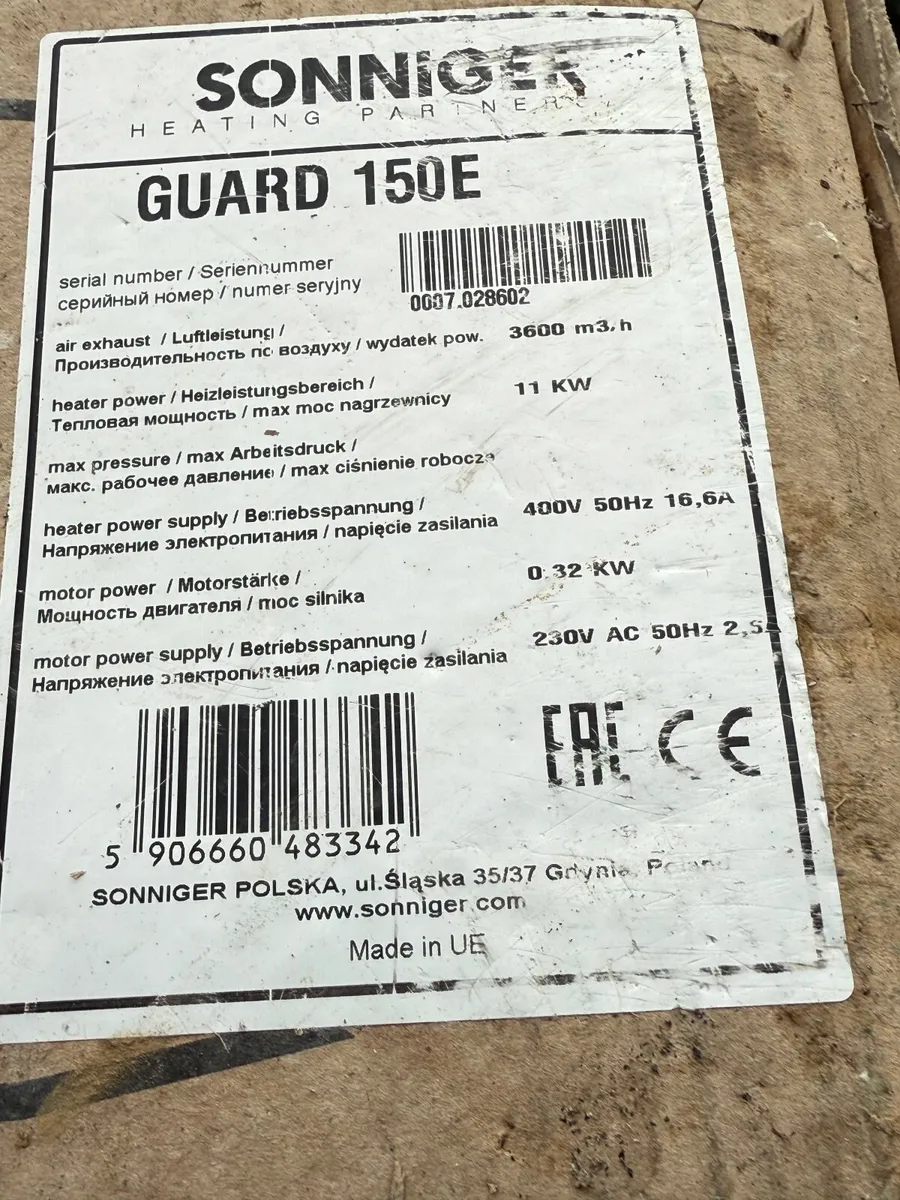 SONNIGER
HEATING PARTNER
GUARD 150E
serial number / Seriennummer
серийный номер / numer seryjny
0007.028602
air exhaust / Luftleistung /
Производительность по воздуху / wydatek pow.
3600 m3/h
heater power / Heizleistungsbereich /
Тепловая мощность / max moc nagrzewnicy
11 KW
max pressure / max Arbeitsdruck /
макс. рабочее давление / max ciśnienie robocze
heater power supply / Betriebsspannung /
Напряжение электропитания / napięcie zasilania
400V 50Hz 16,6A
motor power / Motorstärke /
Мощность двигателя / moc silnika
0.32 KW
motor power supply / Betriebsspannung /
Напряжение электропитания / napięcie zasilania
230V AC 50Hz
EAC CE
5 906660 483342
SONNIGER POLSKA, ul.Śląska 35/37 Gdynia, Poland
www.sonniger.com
Made in UE